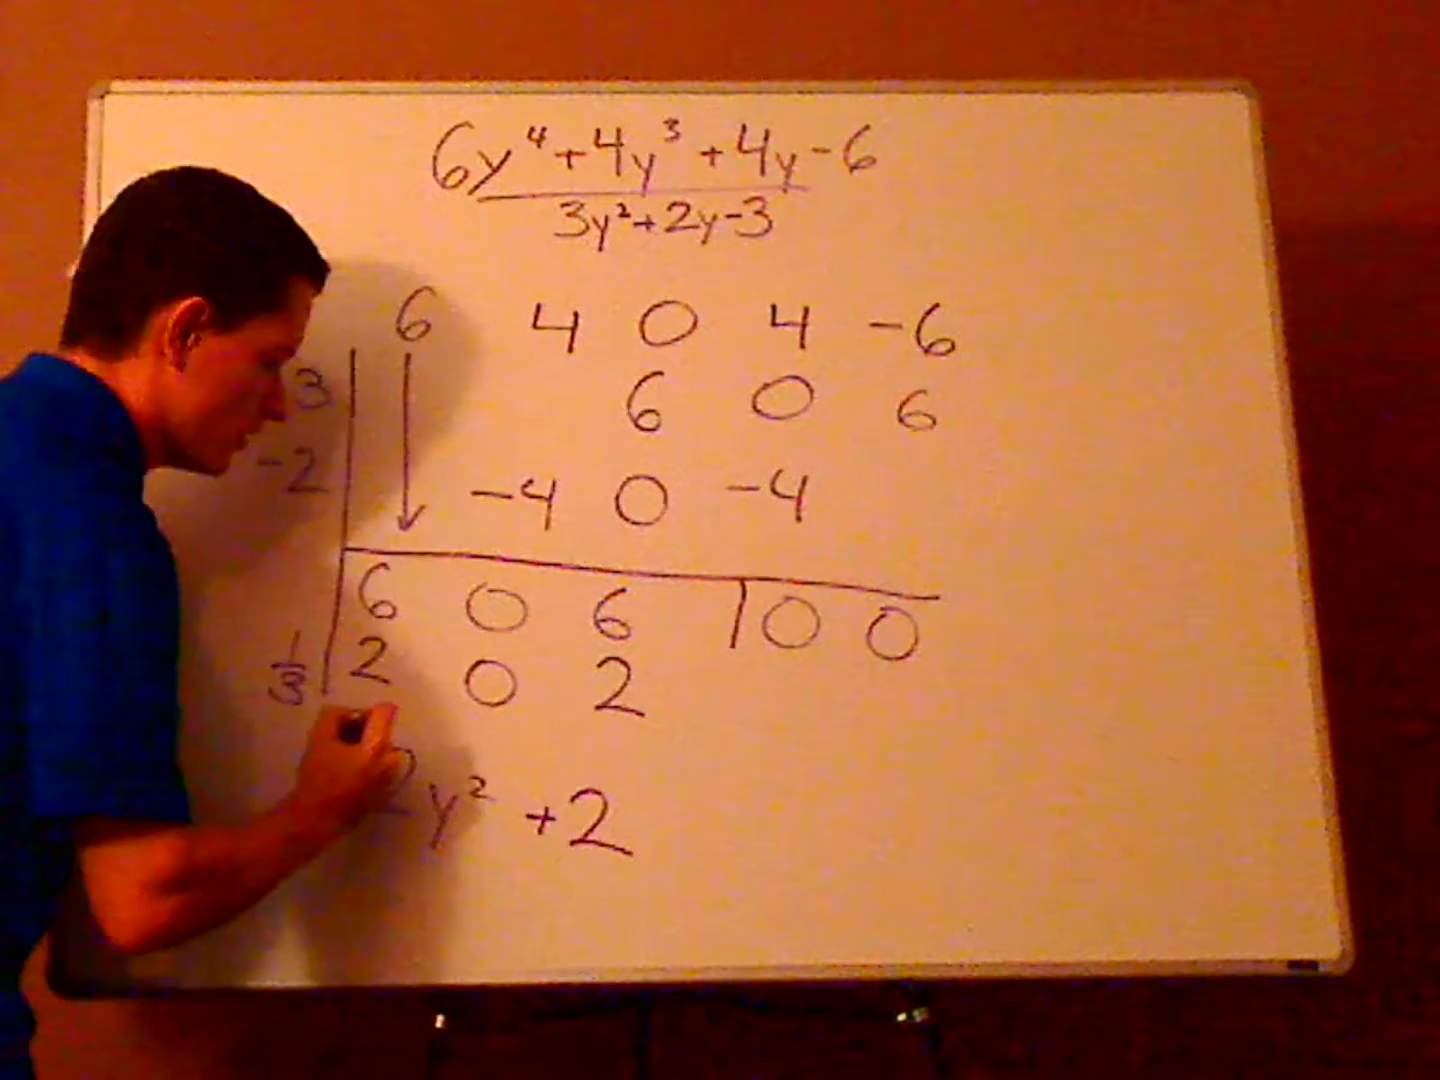 6y⁴+4y³+4y-6
3y²+2y-3
6 4 0 4 -6
3 6 0 6
-2 -4 0 -4
6 0 6 | 0 0
1/3 2 0 2
2y² +2